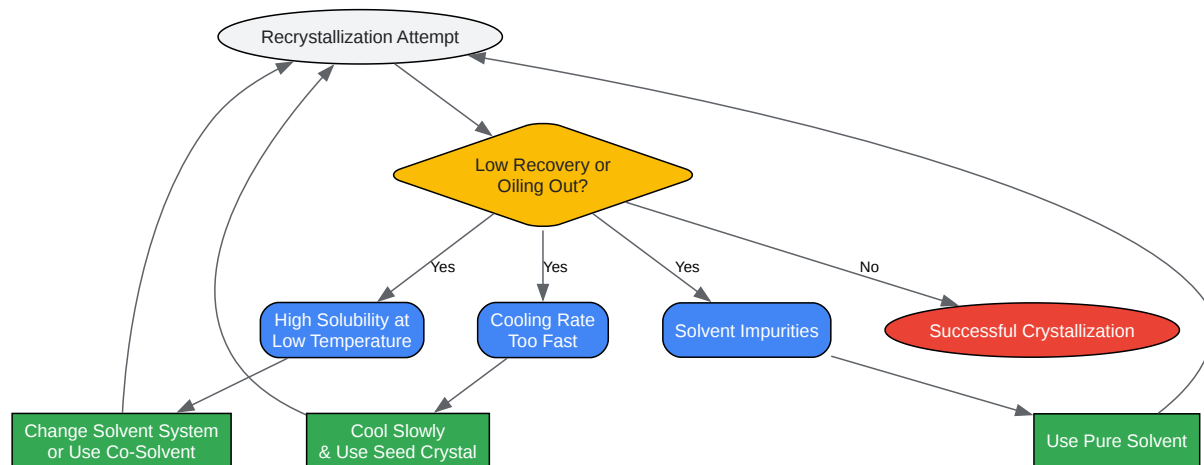 Recrystallization Attempt
Low Recovery or
Oiling Out?
Yes
Yes
Yes
No
High Solubility at
Low Temperature
Cooling Rate
Too Fast
Solvent Impurities
Successful Crystallization
Change Solvent System
or Use Co-Solvent
Cool Slowly
& Use Seed Crystal
Use Pure Solvent